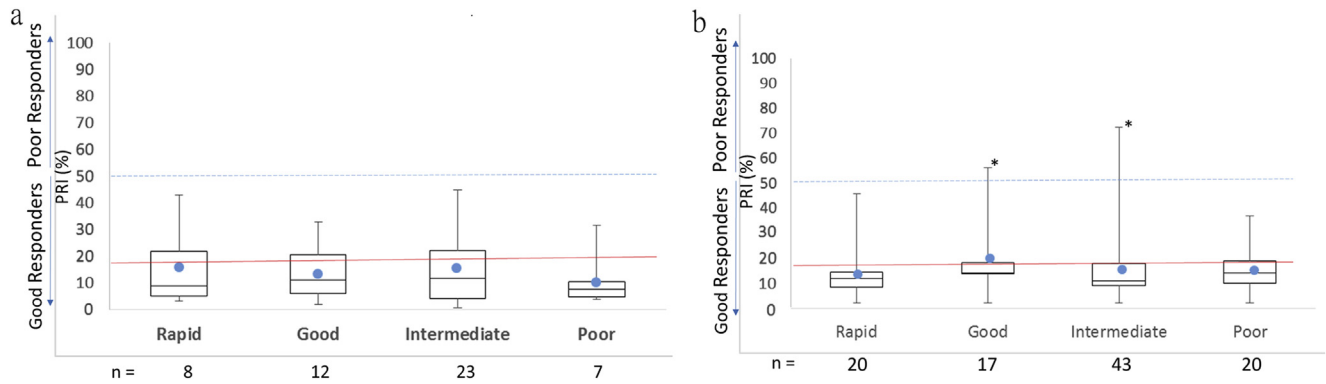 a
Poor Responders
Good Responders
PRI (%)
100
90
80
70
60
50
40
30
20
10
0
Rapid Good Intermediate Poor
n = 8 12 23 7
b
Poor Responders
Good Responders
PRI (%)
100
90
80
70
60
50
40
30
20
10
0
*
*
Rapid Good Intermediate Poor
n = 20 17 43 20